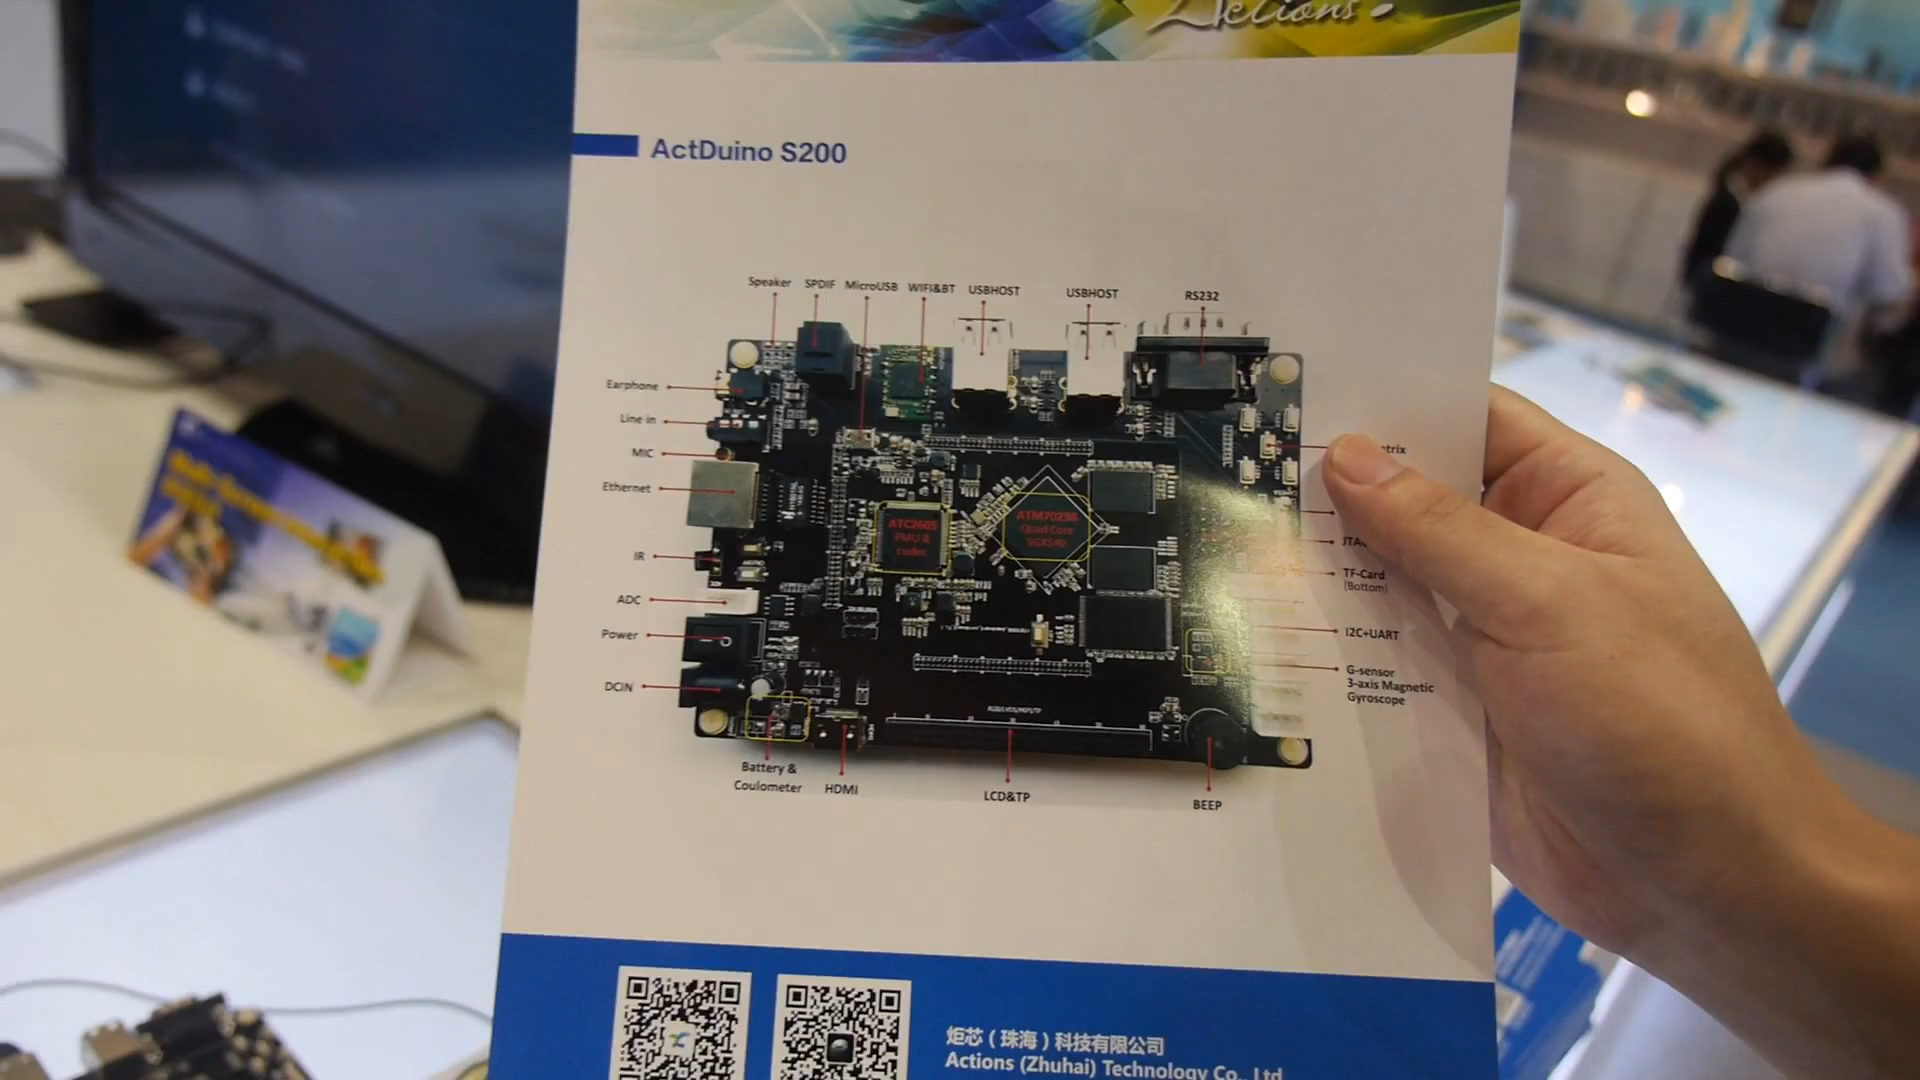 Actions
ActDuino S200
Speaker SPDIF MicroUSB WIFI&BT USBHOST USBHOST RS232
Earphone
Line in
MIC
Ethernet
IR
ADC
Power
DCIN
ATC2605
PMU &
codec
ATM7029B
Quad Core
SGX540
TF-Card
(Bottom)
I2C+UART
G-sensor
3-axis Magnetic
Gyroscope
Battery &
Coulometer
HDMI
LCD&TP
BEEP
炬芯（珠海）科技有限公司
Actions (Zhuhai) Technology Co., Ltd